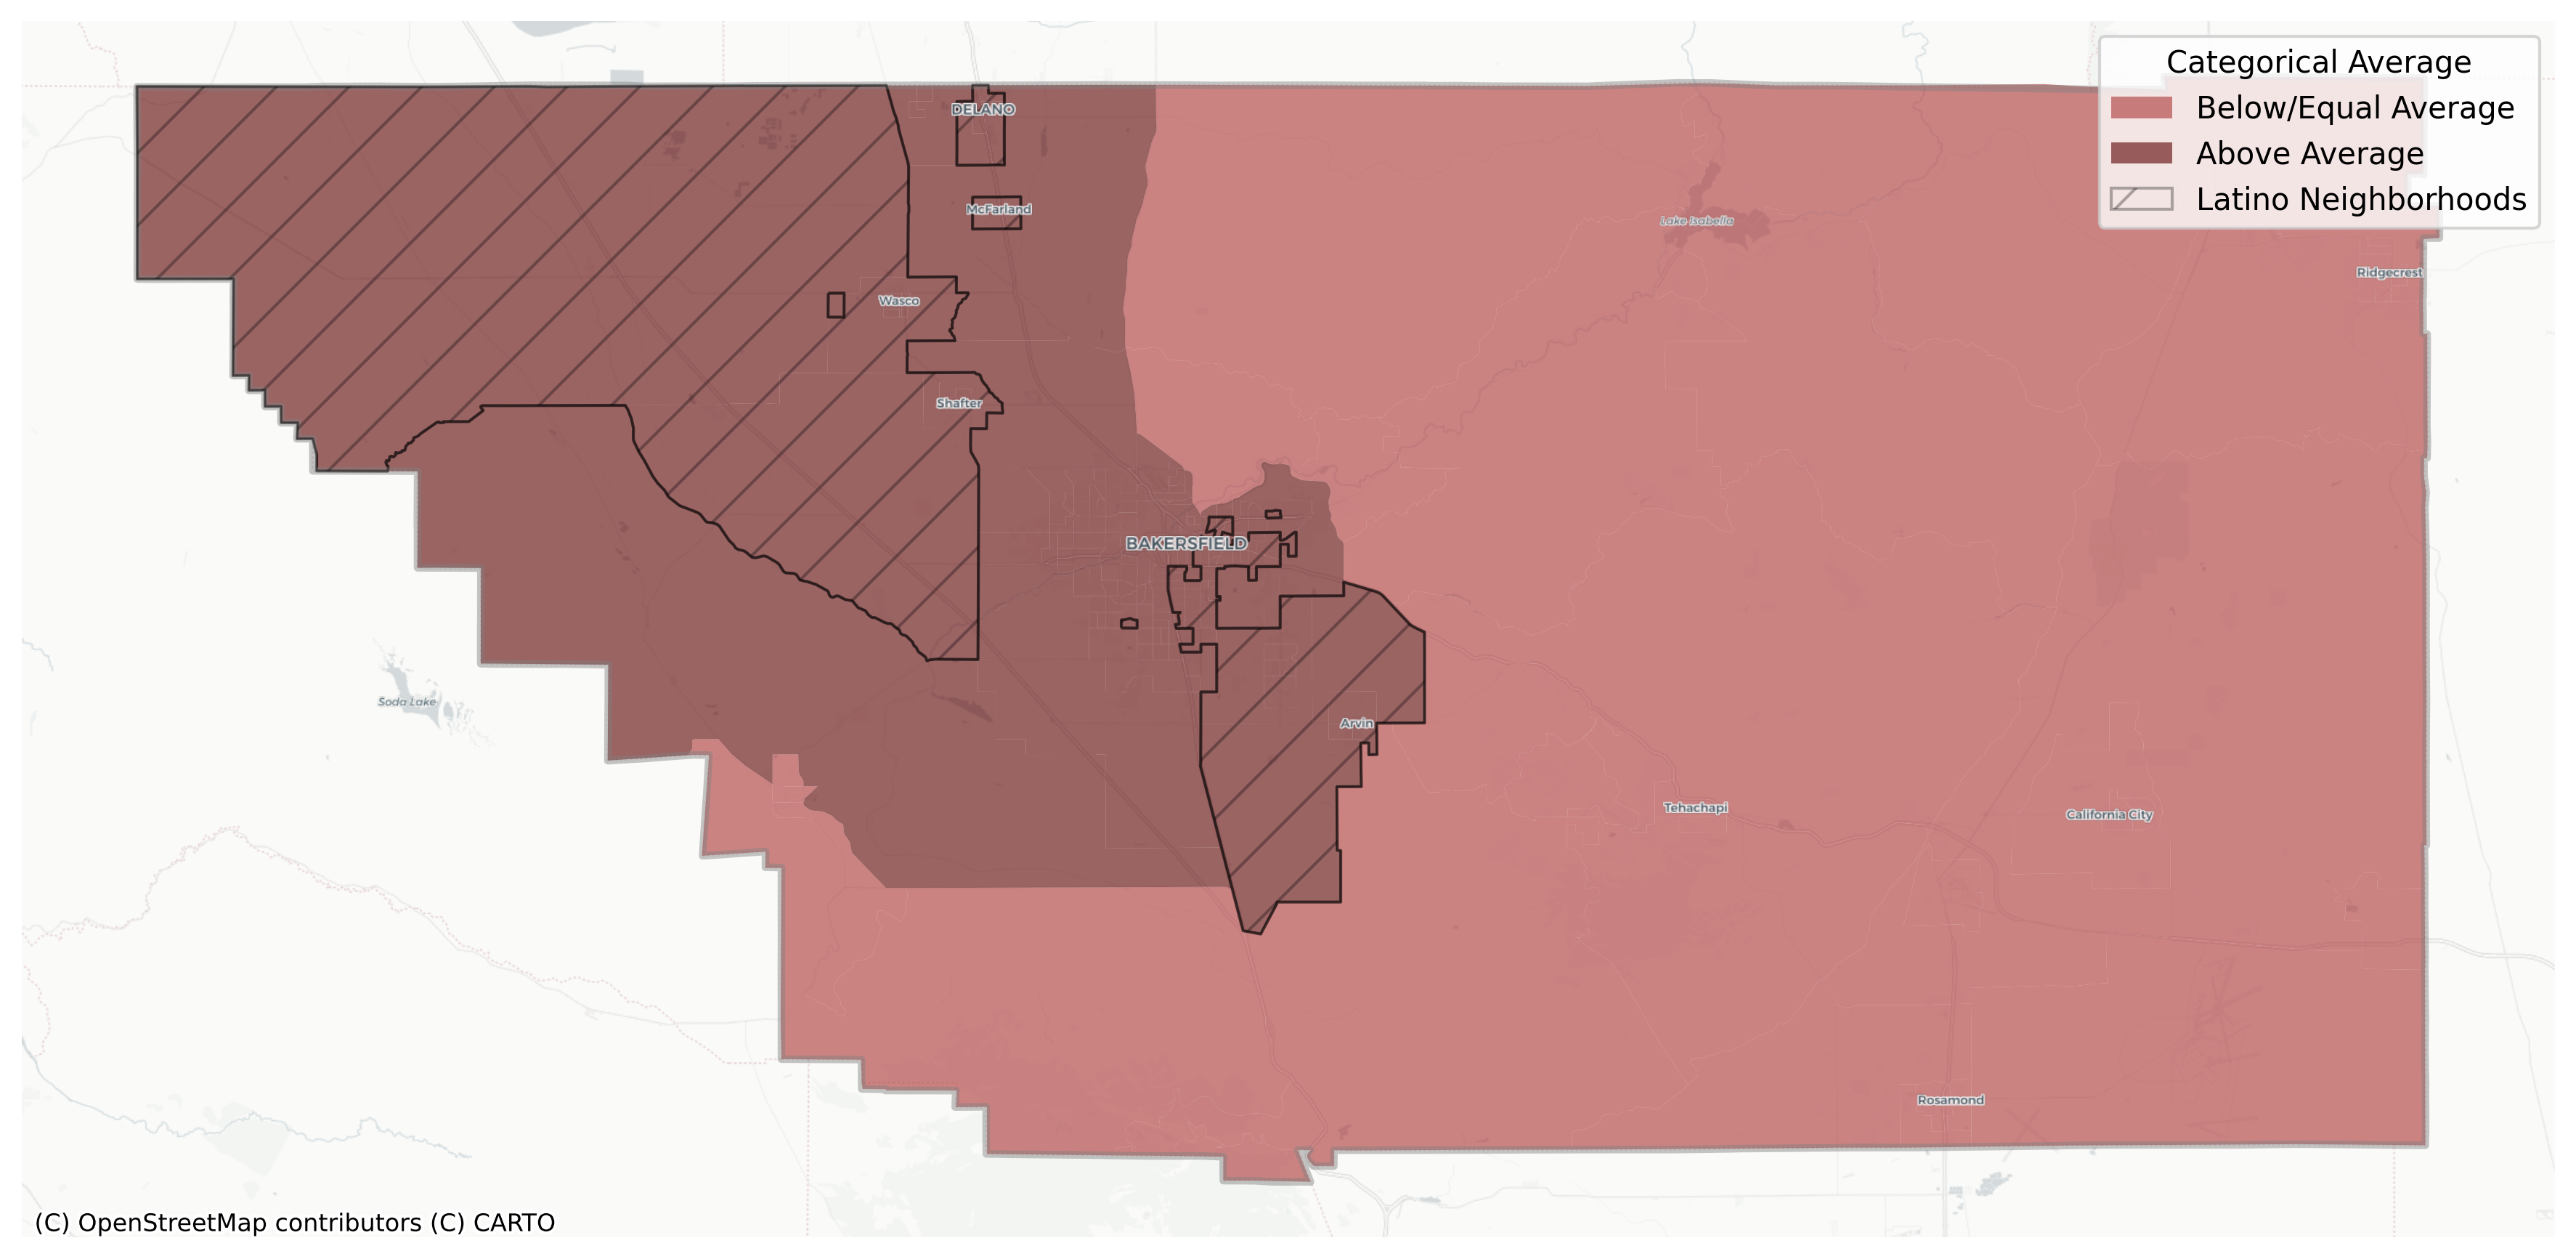 Categorical Average
Below/Equal Average
Above Average
Latino Neighborhoods
DELANO
McFarland
Lake Isabella
Ridgecrest
Wasco
Shafter
BAKERSFIELD
Soda Lake
Arvin
Tehachapi
California City
Rosamond
(C) OpenStreetMap contributors (C) CARTO